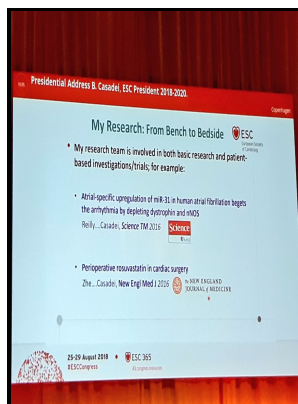 Presidential Address B. Casadei, ESC President 2018-2020.
Copenhagen
My Research: From Bench to Bedside
ESC
European Society
of Cardiology
• My research team is involved in both basic research and patient-
based investigations/trials; for example:
• Atrial-specific upregulation of miR-31 in human atrial fibrillation begets
the arrhythmia by depleting dystrophin and nNOS
Reilly...Casadei, Science TM 2016
Science
• Perioperative rosuvastatin in cardiac surgery
Zhe...Casadei, New Engl Med J 2016
The NEW ENGLAND
JOURNAL of MEDICINE
25-29 August 2018
#ESCCongress
ESC 365